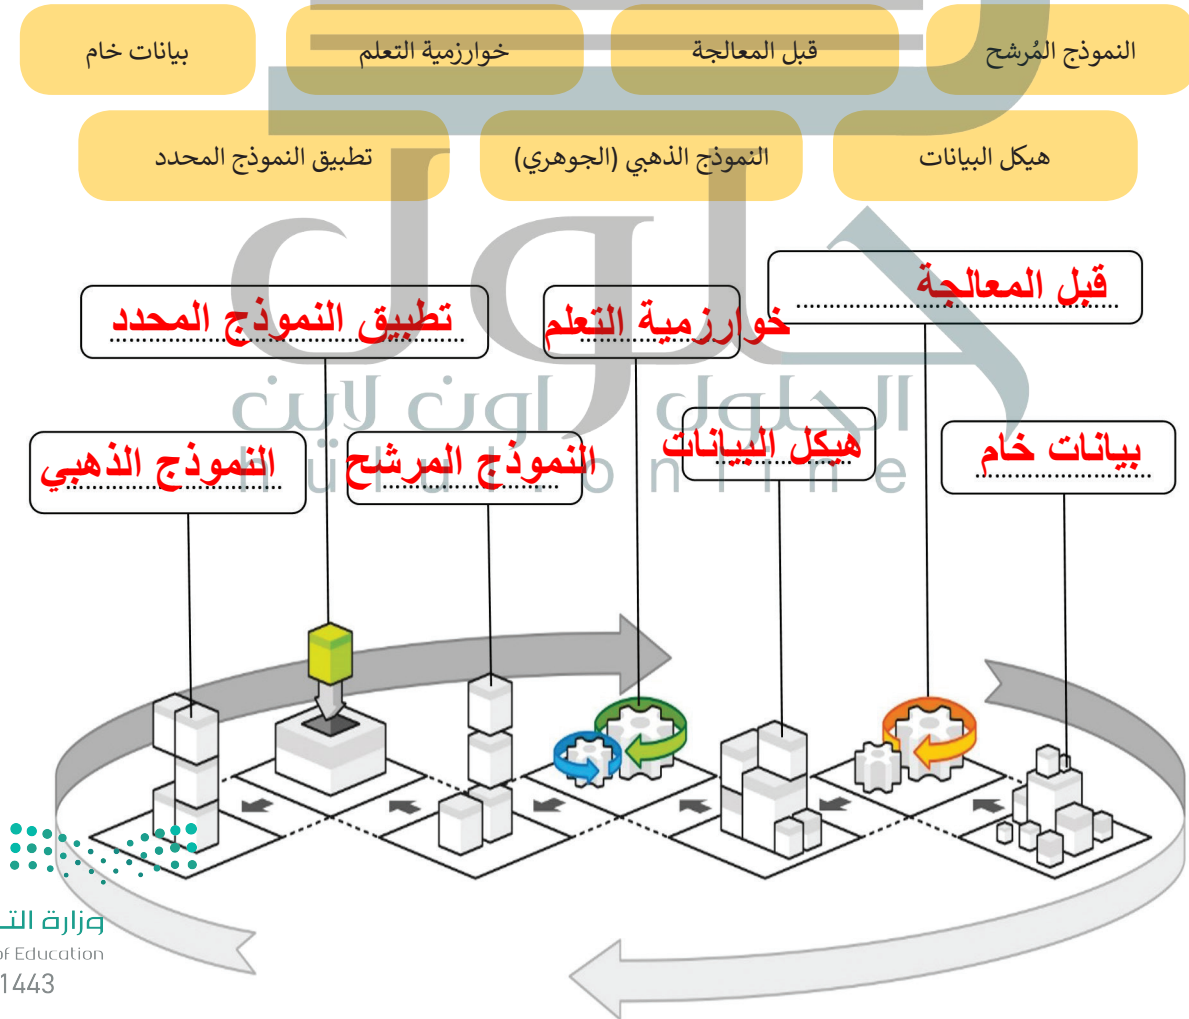 النموذج المُرشح
قبل المعالجة
خوارزمية التعلم
بيانات خام
هيكل البيانات
النموذج الذهبي (الجوهري)
تطبيق النموذج المحدد
حلول
الحلول اون لاين
hulul.online
قبل المعالجة
خوارزمية التعلم
تطبيق النموذج المحدد
بيانات خام
هيكل البيانات
النموذج المرشح
النموذج الذهبي
وزارة التـ
of Education
1443